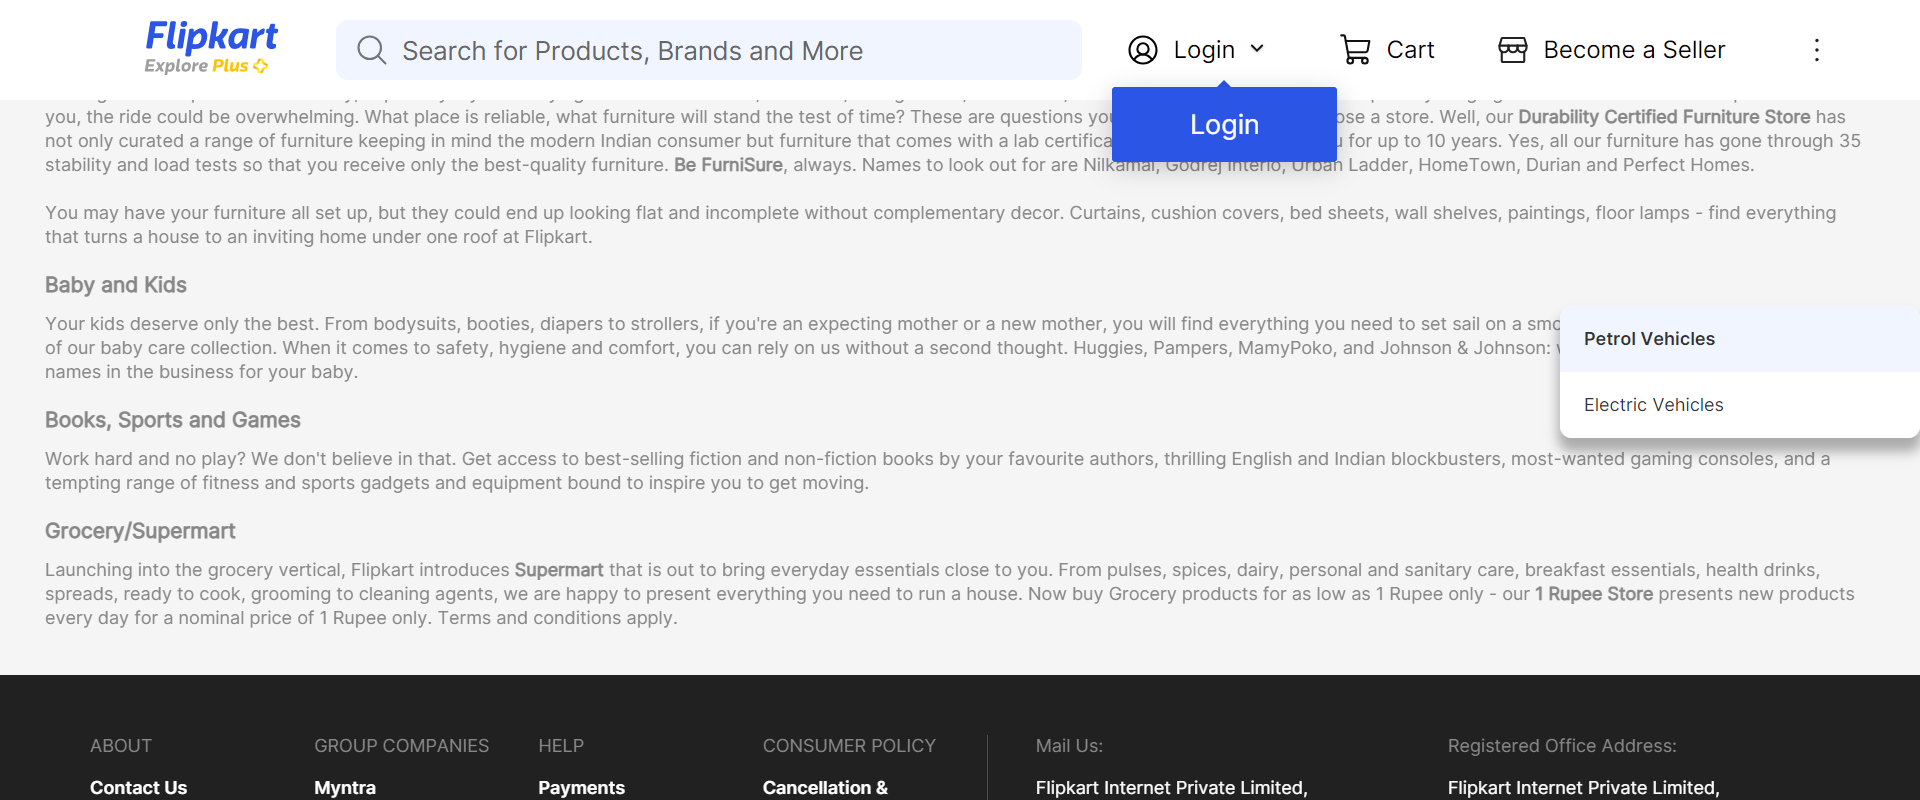 Flipkart
Explore Plus
Search for Products, Brands and More
Login
Cart
Become a Seller
Login
you, the ride could be overwhelming. What place is reliable, what furniture will stand the test of time? These are questions you ose a store. Well, our Durability Certified Furniture Store has
not only curated a range of furniture keeping in mind the modern Indian consumer but furniture that comes with a lab certifica u for up to 10 years. Yes, all our furniture has gone through 35
stability and load tests so that you receive only the best-quality furniture. Be FurniSure, always. Names to look out for are Nilkamal, Godrej Interio, Urban Ladder, HomeTown, Durian and Perfect Homes.
You may have your furniture all set up, but they could end up looking flat and incomplete without complementary decor. Curtains, cushion covers, bed sheets, wall shelves, paintings, floor lamps - find everything
that turns a house to an inviting home under one roof at Flipkart.
Baby and Kids
Your kids deserve only the best. From bodysuits, booties, diapers to strollers, if you're an expecting mother or a new mother, you will find everything you need to set sail on a smo
of our baby care collection. When it comes to safety, hygiene and comfort, you can rely on us without a second thought. Huggies, Pampers, MamyPoko, and Johnson & Johnson:
names in the business for your baby.
Petrol Vehicles
Electric Vehicles
Books, Sports and Games
Work hard and no play? We don't believe in that. Get access to best-selling fiction and non-fiction books by your favourite authors, thrilling English and Indian blockbusters, most-wanted gaming consoles, and a
tempting range of fitness and sports gadgets and equipment bound to inspire you to get moving.
Grocery/Supermart
Launching into the grocery vertical, Flipkart introduces Supermart that is out to bring everyday essentials close to you. From pulses, spices, dairy, personal and sanitary care, breakfast essentials, health drinks,
spreads, ready to cook, grooming to cleaning agents, we are happy to present everything you need to run a house. Now buy Grocery products for as low as 1 Rupee only - our 1 Rupee Store presents new products
every day for a nominal price of 1 Rupee only. Terms and conditions apply.
ABOUT
Contact Us
GROUP COMPANIES
Myntra
HELP
Payments
CONSUMER POLICY
Cancellation &
Mail Us:
Flipkart Internet Private Limited,
Registered Office Address:
Flipkart Internet Private Limited,